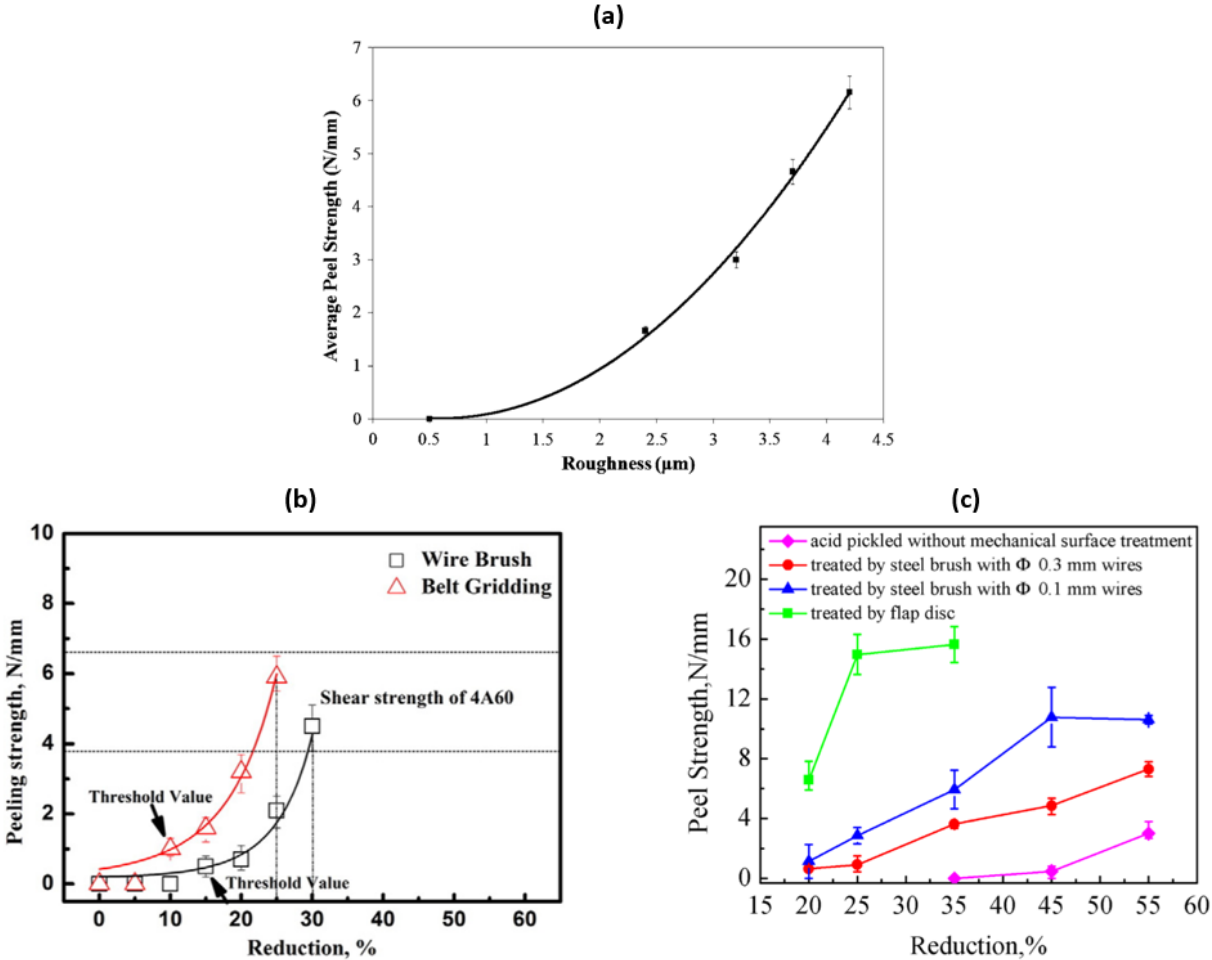 (a)
7
6
5
4
3
2
1
0
Average Peel Strength (N/mm)
0 0.5 1 1.5 2 2.5 3 3.5 4 4.5
Roughness (µm)
(b)
10
8
6
4
2
0
Peeling strength, N/mm
Wire Brush
Belt Gridding
Shear strength of 4A60
Threshold Value
Threshold Value
0 10 20 30 40 50 60
Reduction, %
(c)
acid pickled without mechanical surface treatment
treated by steel brush with Φ 0.3 mm wires
treated by steel brush with Φ 0.1 mm wires
treated by flap disc
20
16
12
8
4
0
Peel Strength,N/mm
15 20 25 30 35 40 45 50 55 60
Reduction,%